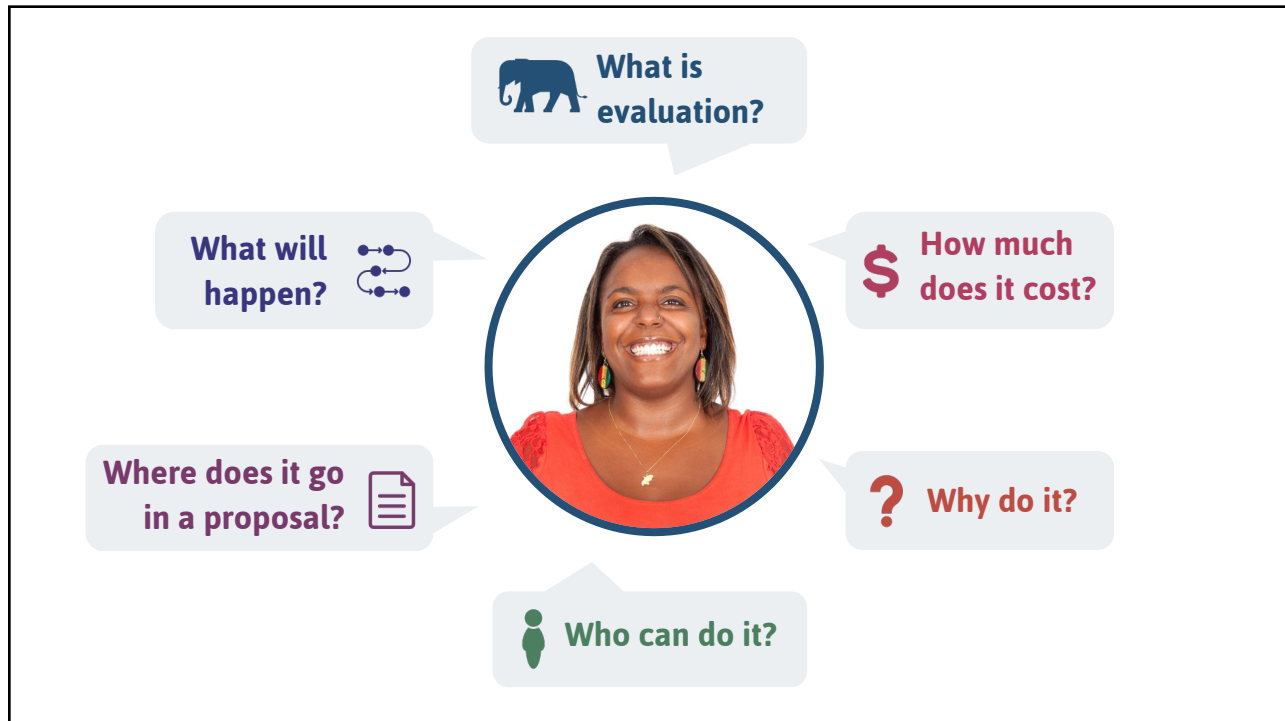 What is
evaluation?
What will
happen?
How much
does it cost?
Where does it go
in a proposal?
Why do it?
Who can do it?